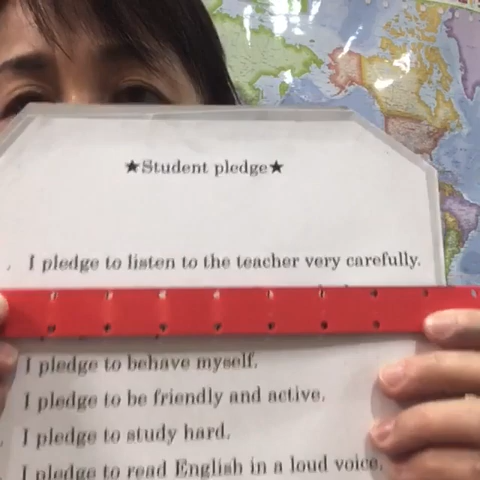 ★Student pledge★
I pledge to listen to the teacher very carefully.
I pledge to behave myself.
I pledge to be friendly and active.
I pledge to study hard.
I pledge to read English in a loud voice.